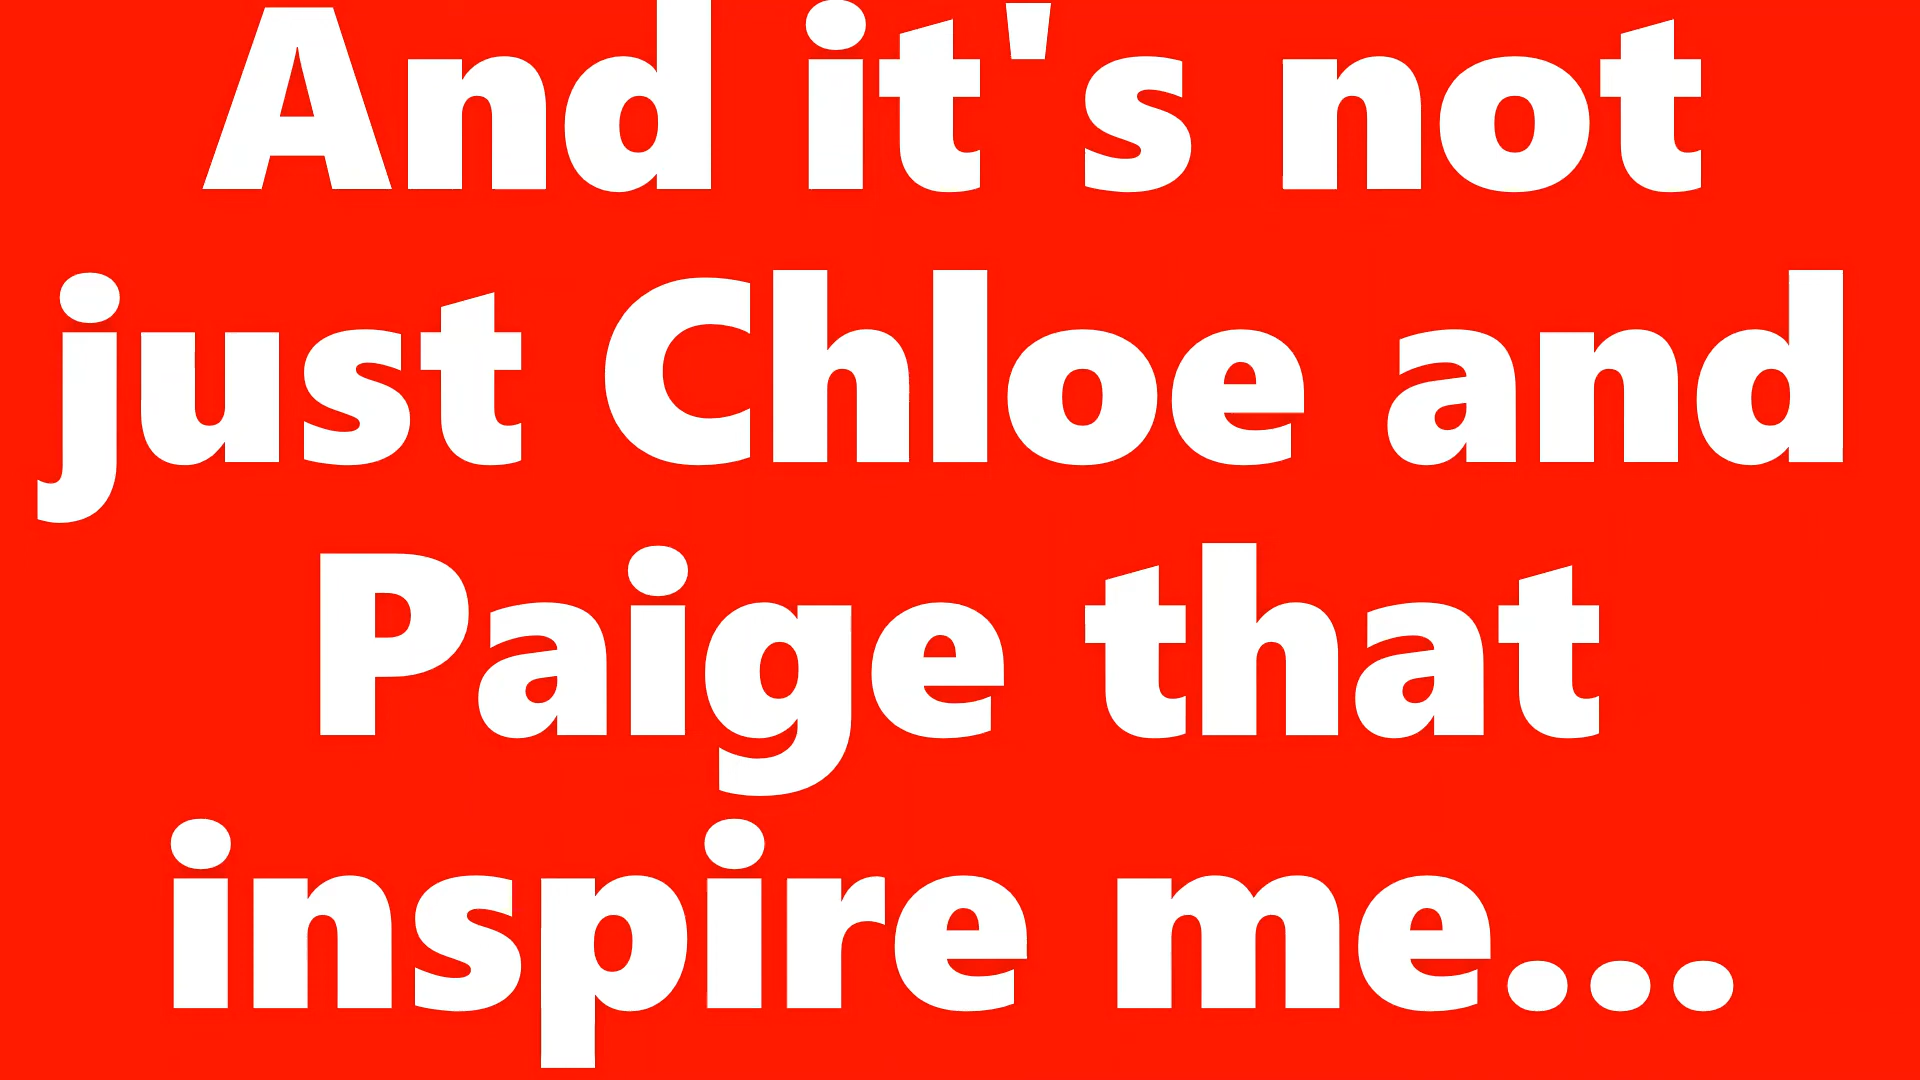 And it's not
just Chloe and
Paige that
inspire me...